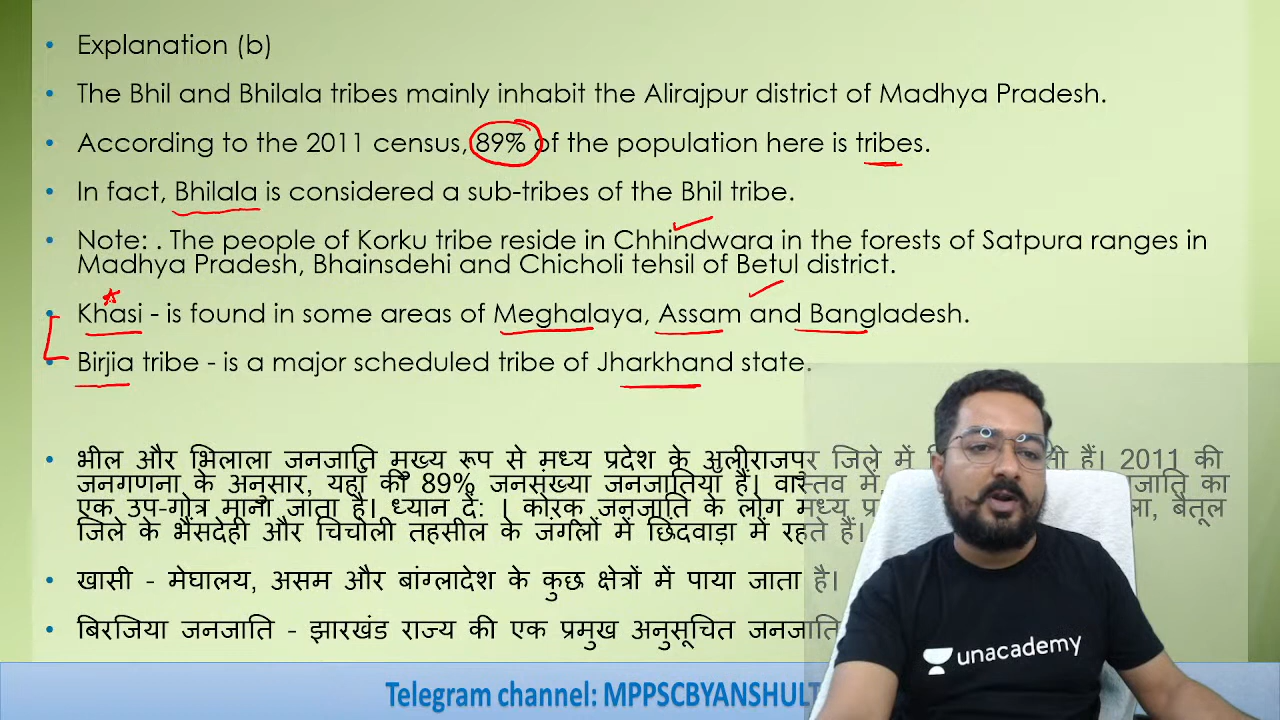 • Explanation (b)
• The Bhil and Bhilala tribes mainly inhabit the Alirajpur district of Madhya Pradesh.
• According to the 2011 census, 89% of the population here is tribes.
• In fact, Bhilala is considered a sub-tribes of the Bhil tribe.
• Note: . The people of Korku tribe reside in Chhindwara in the forests of Satpura ranges in
Madhya Pradesh, Bhainsdehi and Chicholi tehsil of Betul district.
• Khasi - is found in some areas of Meghalaya, Assam and Bangladesh.
• Birjia tribe - is a major scheduled tribe of Jharkhand state.
• भील और भिलाला जनजाति मुख्य रूप से मध्य प्रदेश के अलीराजपुर जिले में हैं। 2011 की
जनगणना के अनुसार, यहाँ की 89% जनसंख्या जनजातियाँ हैं। वास्तव में, का
एक उप-गोत्र मानी जाता है। ध्यान दें: । कोरकू जनजाति के लोग मध्य बैतूल
जिले के भैंसदेही और चिचोली तहसील के जंगलों में छिंदवाड़ा में रहते हैं।
• खासी - मेघालय, असम और बांग्लादेश के कुछ क्षेत्रों में पाया जाता है।
• बिरजिया जनजाति - झारखंड राज्य की एक प्रमुख अनुसूचित जनजाति
unacademy
Telegram channel: MPPSCBYANSHULT